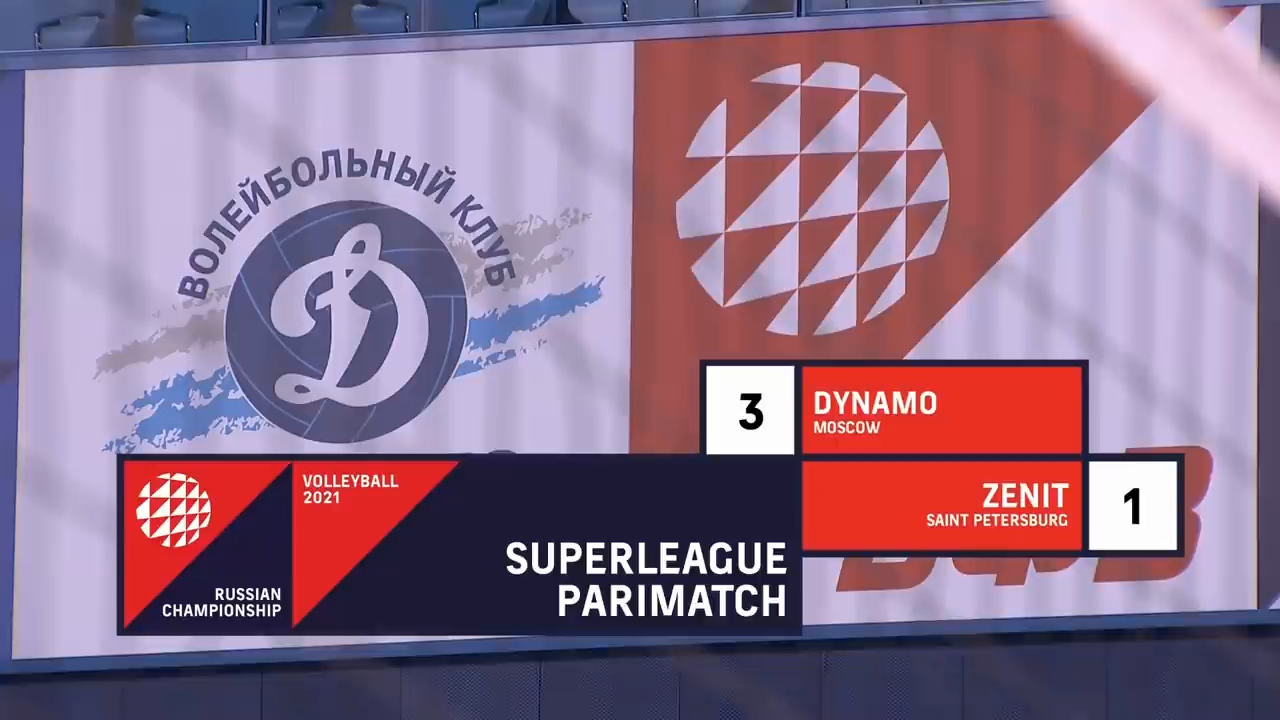 ВОЛЕЙБОЛЬНЫЙ КЛУБ
Д
3
DYNAMO
MOSCOW
ZENIT
SAINT PETERSBURG
1
VOLLEYBALL
2021
RUSSIAN
CHAMPIONSHIP
SUPERLEAGUE
PARIMATCH